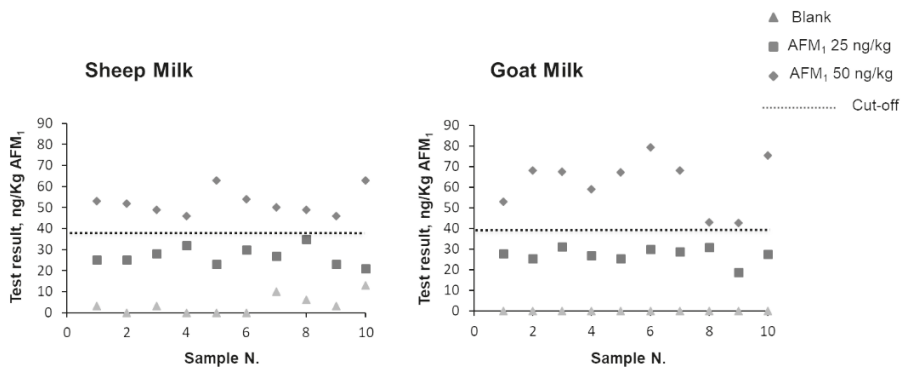 Blank
AFM₁ 25 ng/kg
AFM₁ 50 ng/kg
Cut-off
Sheep Milk
Test result, ng/Kg AFM₁
90
80
70
60
50
40
30
20
10
0
0 2 4 6 8 10
Sample N.
Goat Milk
Test result, ng/Kg AFM₁
90
80
70
60
50
40
30
20
10
0
0 2 4 6 8 10
Sample N.